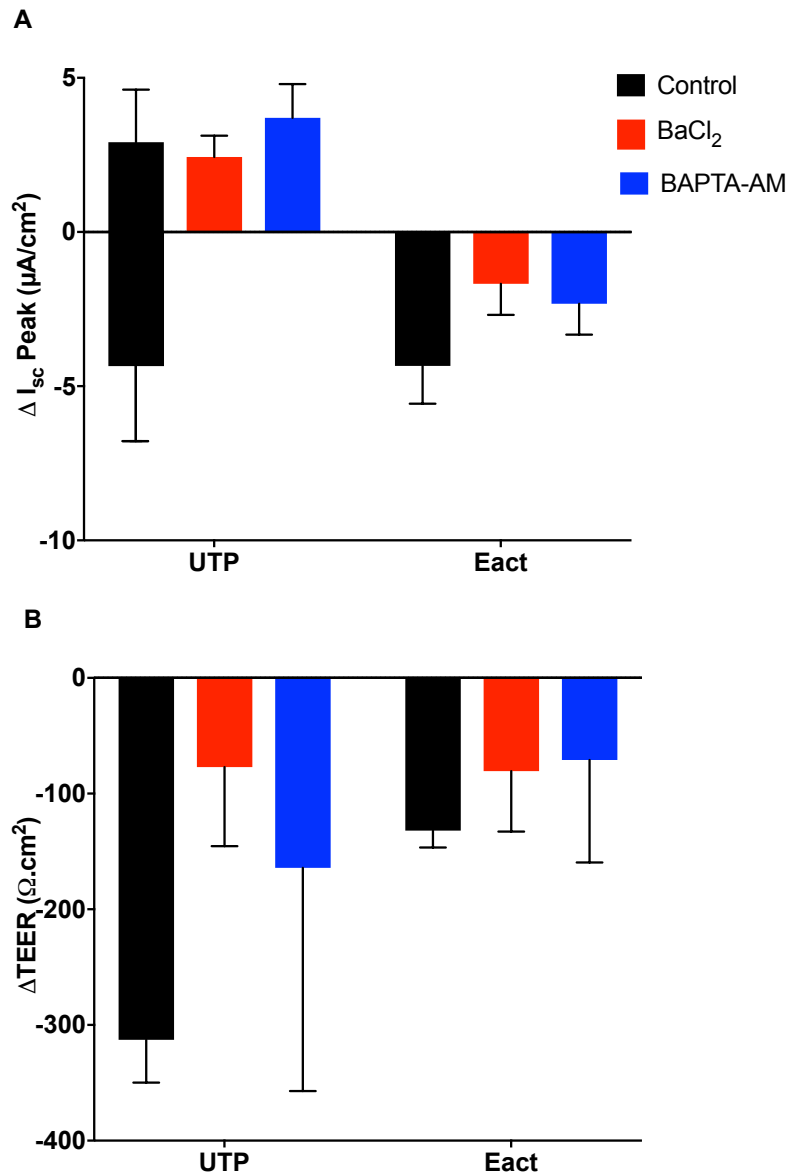 A
Δ Isc Peak (µA/cm²)
5
0
-5
-10
UTP Eact
Control
BaCl₂
BAPTA-AM
B
ΔTEER (Ω.cm²)
0
-100
-200
-300
-400
UTP Eact